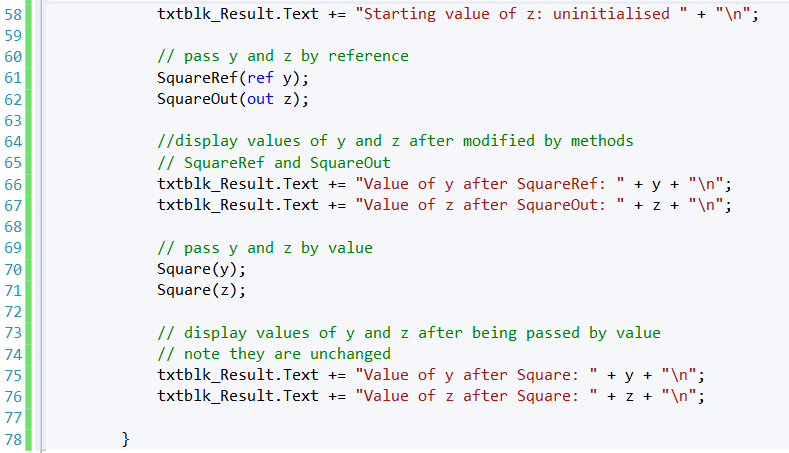 58 txtblk_Result.Text += "Starting value of z: uninitialised " + "\n";
59
60 // pass y and z by reference
61 SquareRef(ref y);
62 SquareOut(out z);
63
64 //display values of y and z after modified by methods
65 // SquareRef and SquareOut
66 txtblk_Result.Text += "Value of y after SquareRef: " + y + "\n";
67 txtblk_Result.Text += "Value of z after SquareOut: " + z + "\n";
68
69 // pass y and z by value
70 Square(y);
71 Square(z);
72
73 // display values of y and z after being passed by value
74 // note they are unchanged
75 txtblk_Result.Text += "Value of y after Square: " + y + "\n";
76 txtblk_Result.Text += "Value of z after Square: " + z + "\n";
77
78 }